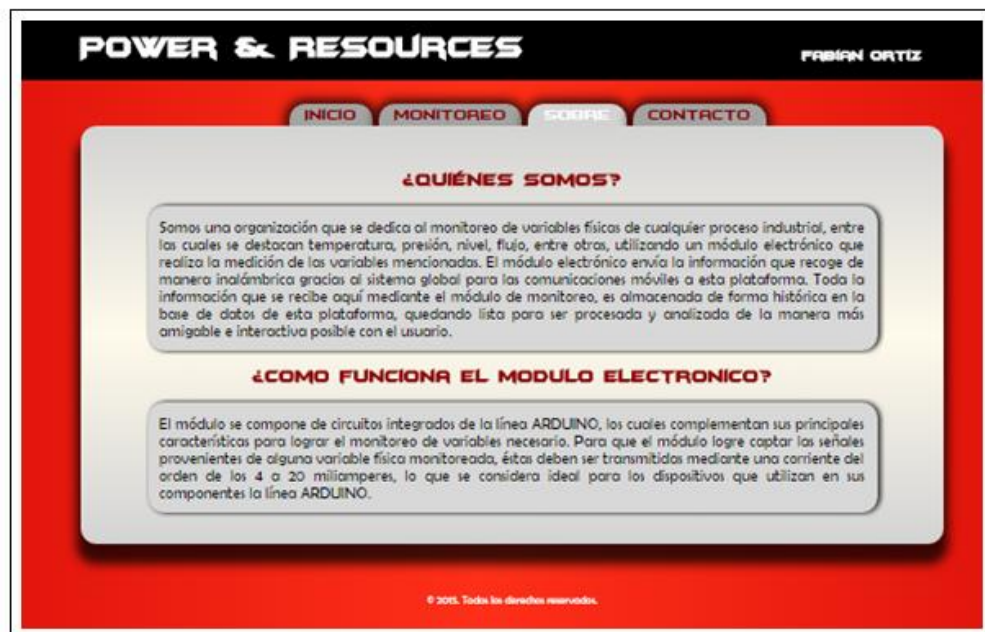 POWER & RESOURCES
FABIAN ORTIZ
INICIO MONITOREO SOBRE CONTACTO
¿QUIÉNES SOMOS?
Somos una organización que se dedica al monitoreo de variables físicas de cualquier proceso industrial, entre
las cuales se destacan temperatura, presión, nivel, flujo, entre otras, utilizando un módulo electrónico que
realiza la medición de las variables mencionadas. El módulo electrónico envía la información que recoge de
manera inalámbrica gracias al sistema global para las comunicaciones móviles a esta plataforma. Toda la
información que se recibe aquí mediante el módulo de monitoreo, es almacenada de forma histórica en la
base de datos de esta plataforma, quedando lista para ser procesada y analizada de la manera más
amigable e interactiva posible con el usuario.
¿COMO FUNCIONA EL MODULO ELECTRONICO?
El módulo se compone de circuitos integrados de la línea ARDUINO, los cuales complementan sus principales
características para lograr el monitoreo de variables necesario. Para que el módulo logre captar las señales
provenientes de alguna variable física monitoreada, éstas deben ser transmitidas mediante una corriente del
orden de los 4 a 20 miliamperes, lo que se considera ideal para los dispositivos que utilizan en sus
componentes la línea ARDUINO.
© 2015. Todos los derechos reservados.